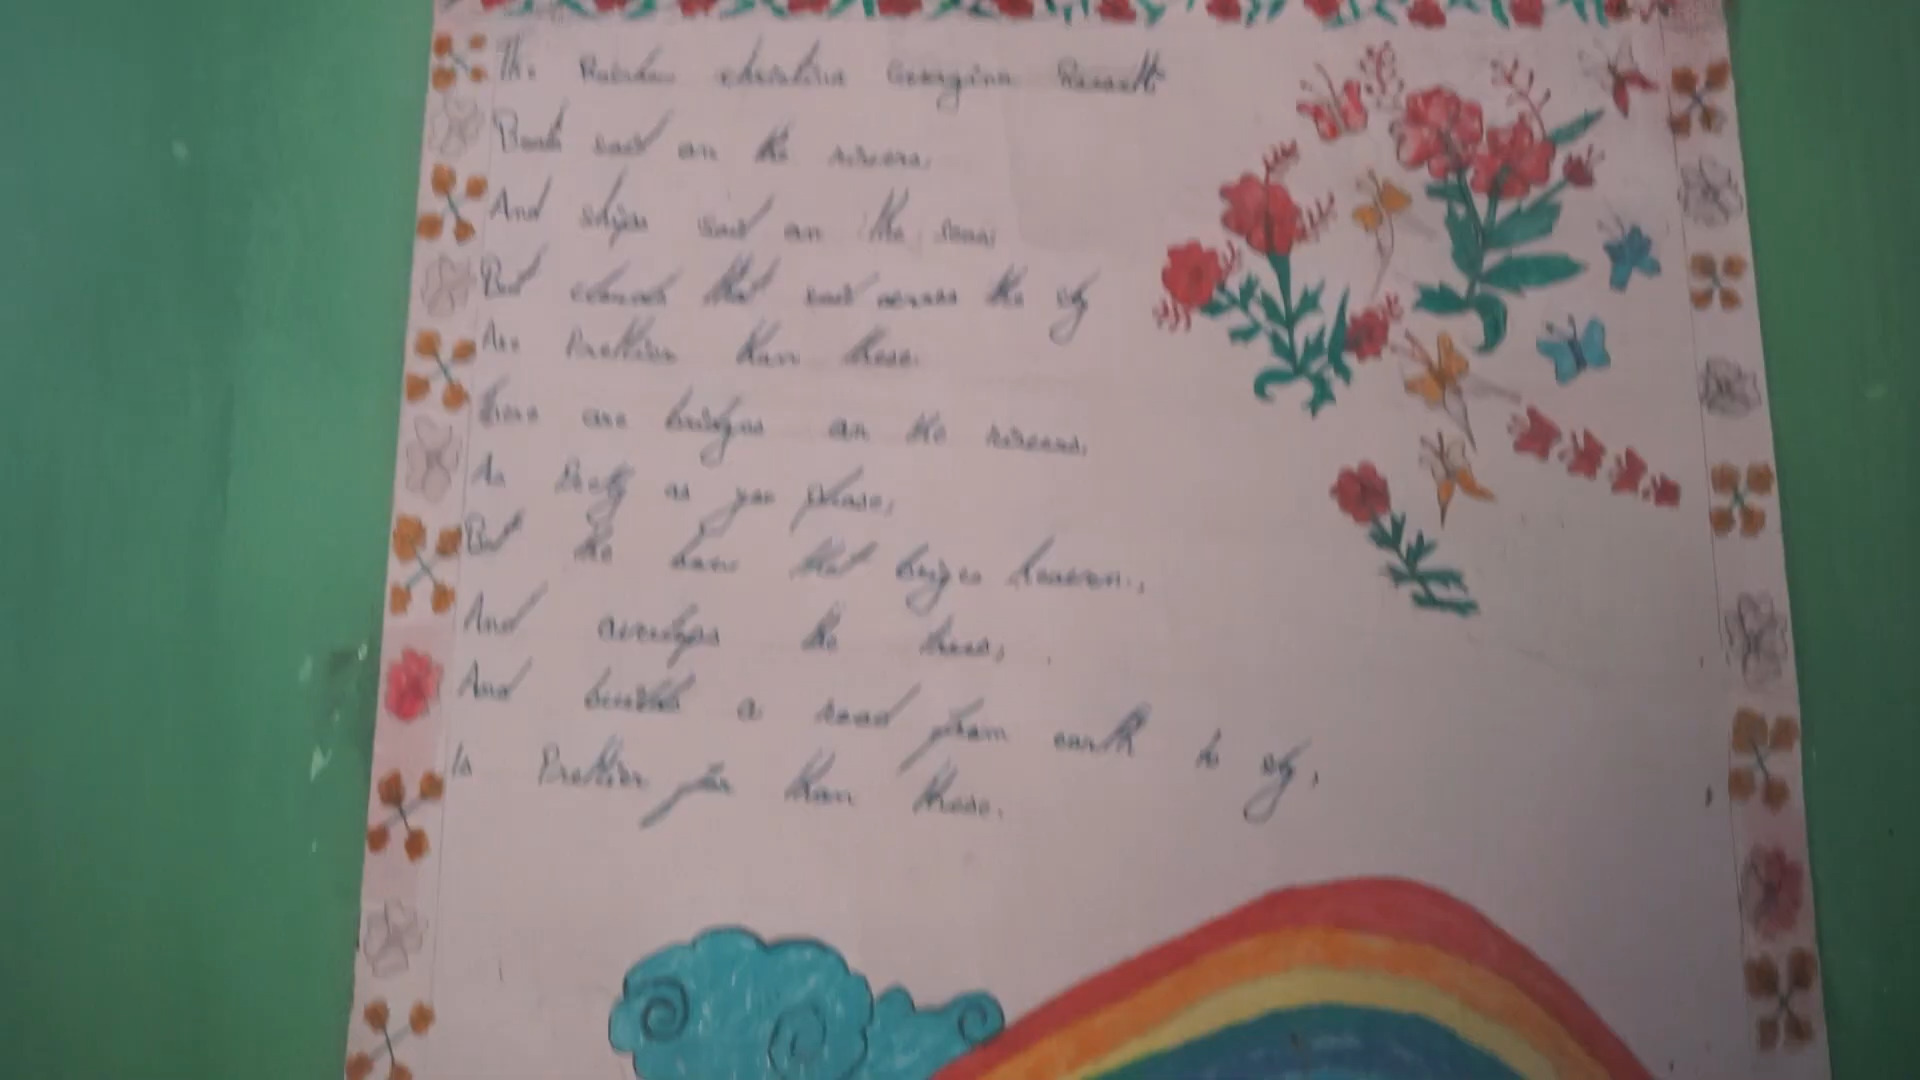 The Rainbow christina Georgina Rossetti
Boats sail on the rivers,
And ships sail on the seas;
But clouds that sail across the sky
Are Prettier than these.
There are bridges on the rivers,
As Pretty as you please,
But the bow that briges heaven,
And overtops the trees,
And builds a road from earth to sky,
Is Prettier far than these.